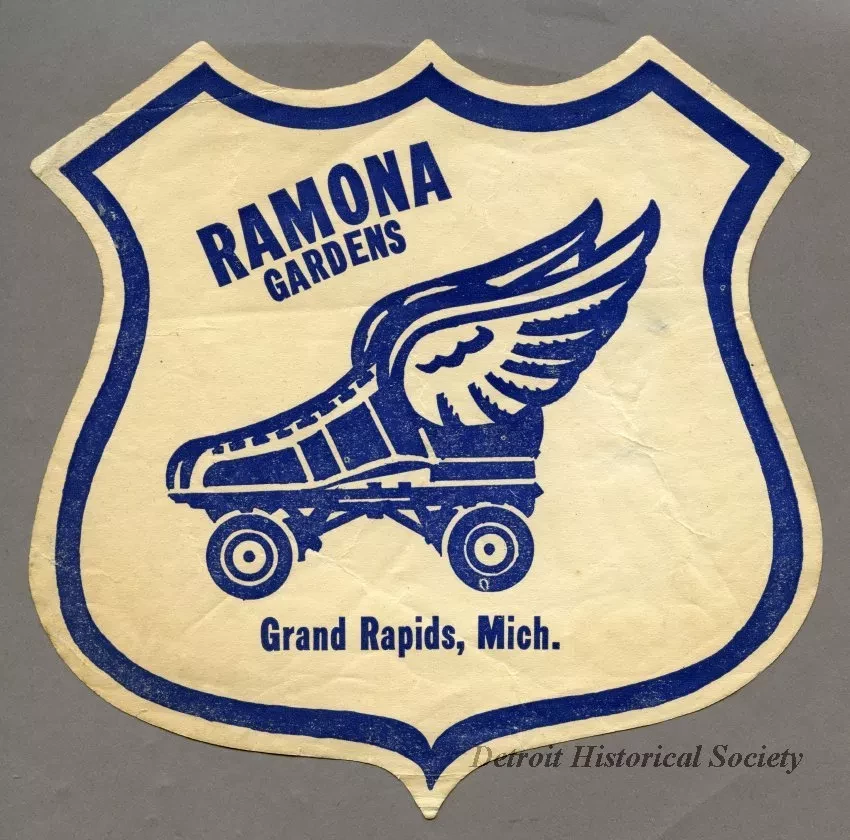 RAMONA
GARDENS
Grand Rapids, Mich.
Detroit Historical Society